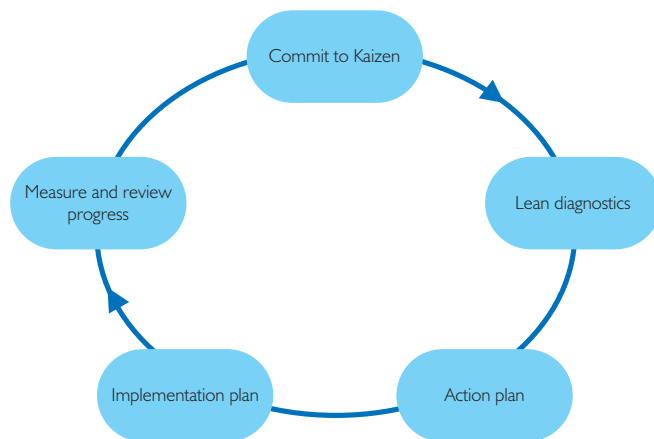 Commit to Kaizen
Lean diagnostics
Action plan
Implementation plan
Measure and review
progress